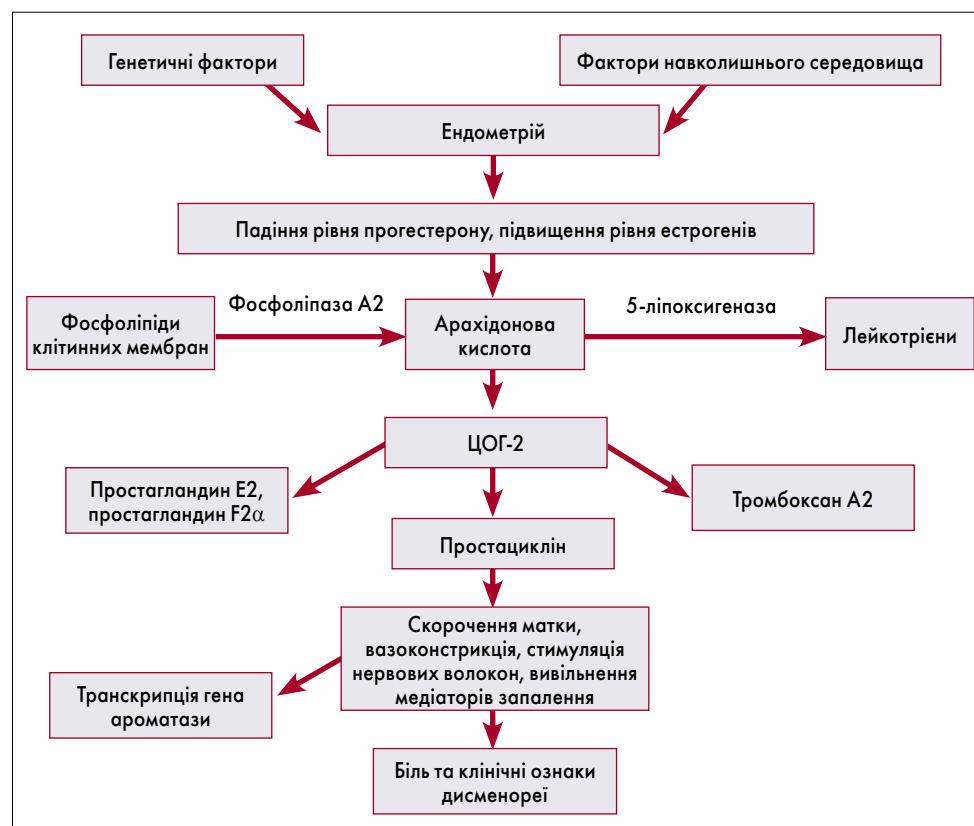 Генетичні фактори
Фактори навколишнього середовища
Ендометрій
Падіння рівня прогестерону, підвищення рівня естрогенів
Фосфоліпіди
клітинних мембран
Фосфоліпаза А2
Арахідонова
кислота
5-ліпоксигеназа
Лейкотрієни
ЦОГ-2
Простагландин Е2,
простагландин F2α
Тромбоксан А2
Простациклін
Скорочення матки,
вазоконстрикція, стимуляція
нервових волокон, вивільнення
медіаторів запалення
Транскрипція гена
ароматази
Біль та клінічні ознаки
дисменореї